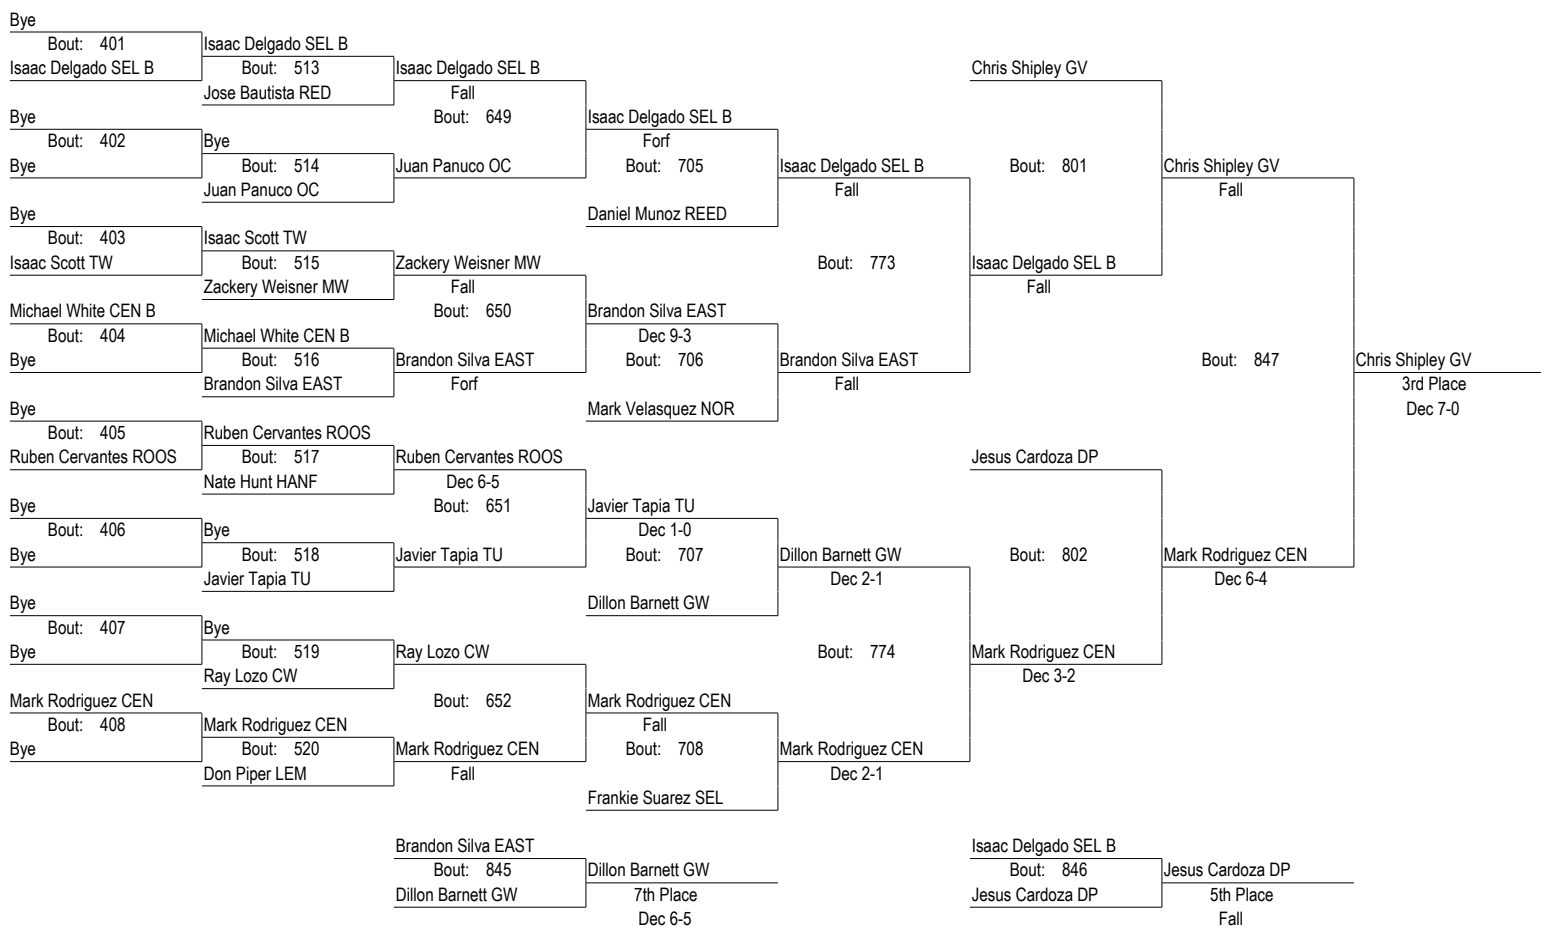 Bye
Bout: 401
Isaac Delgado SEL B
Isaac Delgado SEL B
Bout: 513
Isaac Delgado SEL B
Chris Shipley GV
Jose Bautista RED
Fall
Bye
Bout: 649
Isaac Delgado SEL B
Bout: 402
Bye
Forf
Bye
Bout: 514
Juan Panuco OC
Bout: 705
Isaac Delgado SEL B
Bout: 801
Chris Shipley GV
Juan Panuco OC
Fall
Fall
Bye
Daniel Munoz REED
Bout: 403
Isaac Scott TW
Isaac Scott TW
Bout: 515
Zackery Weisner MW
Bout: 773
Isaac Delgado SEL B
Zackery Weisner MW
Fall
Fall
Michael White CEN B
Bout: 650
Brandon Silva EAST
Bout: 404
Michael White CEN B
Dec 9-3
Bye
Bout: 516
Brandon Silva EAST
Bout: 706
Brandon Silva EAST
Bout: 847
Chris Shipley GV
Brandon Silva EAST
Forf
Fall
3rd Place
Bye
Mark Velasquez NOR
Dec 7-0
Bout: 405
Ruben Cervantes ROOS
Ruben Cervantes ROOS
Bout: 517
Ruben Cervantes ROOS
Jesus Cardoza DP
Nate Hunt HANF
Dec 6-5
Bye
Bout: 651
Javier Tapia TU
Bout: 406
Bye
Dec 1-0
Bye
Bout: 518
Javier Tapia TU
Bout: 707
Dillon Barnett GW
Bout: 802
Mark Rodriguez CEN
Javier Tapia TU
Dec 2-1
Dec 6-4
Bye
Dillon Barnett GW
Bout: 407
Bye
Bye
Bout: 519
Ray Lozo CW
Bout: 774
Mark Rodriguez CEN
Ray Lozo CW
Dec 3-2
Mark Rodriguez CEN
Bout: 652
Mark Rodriguez CEN
Bout: 408
Mark Rodriguez CEN
Fall
Bye
Bout: 520
Mark Rodriguez CEN
Bout: 708
Mark Rodriguez CEN
Don Piper LEM
Fall
Dec 2-1
Frankie Suarez SEL
Brandon Silva EAST
Isaac Delgado SEL B
Bout: 845
Dillon Barnett GW
Bout: 846
Jesus Cardoza DP
Dillon Barnett GW
7th Place
Jesus Cardoza DP
5th Place
Dec 6-5
Fall